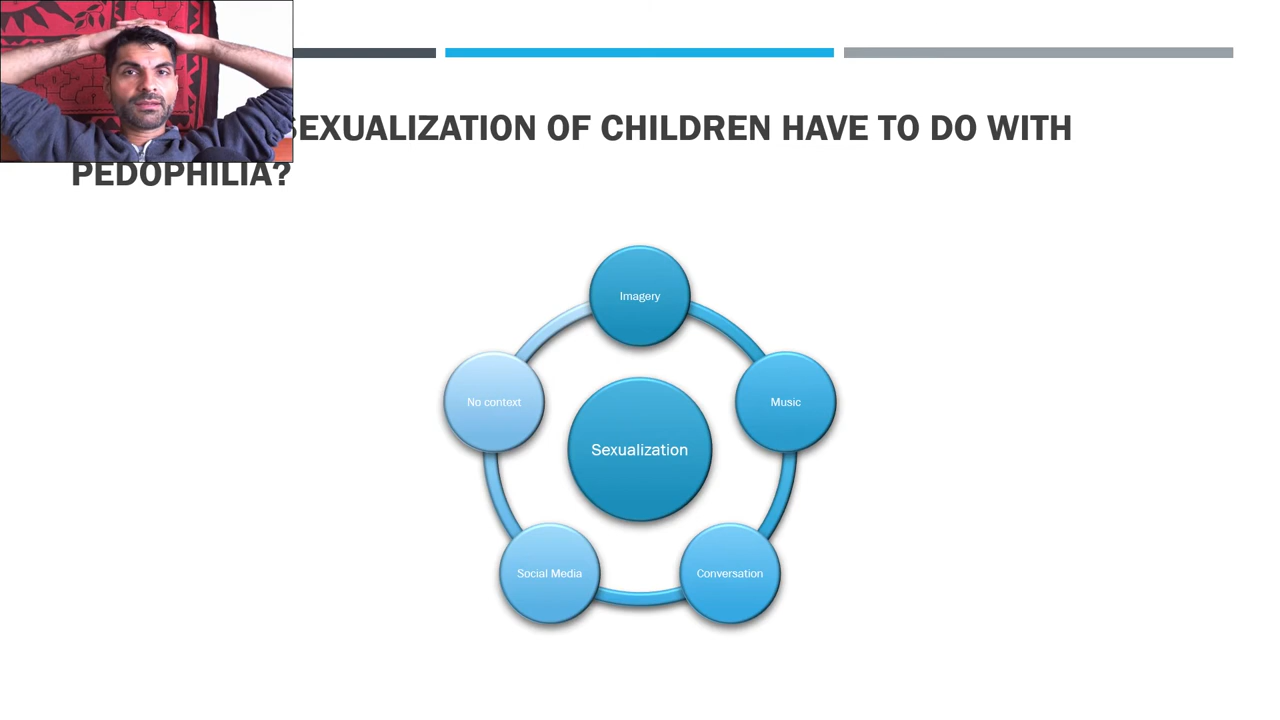 SEXUALIZATION OF CHILDREN HAVE TO DO WITH
PEDOPHILIA?
Imagery
No context
Music
Sexualization
Social Media
Conversation